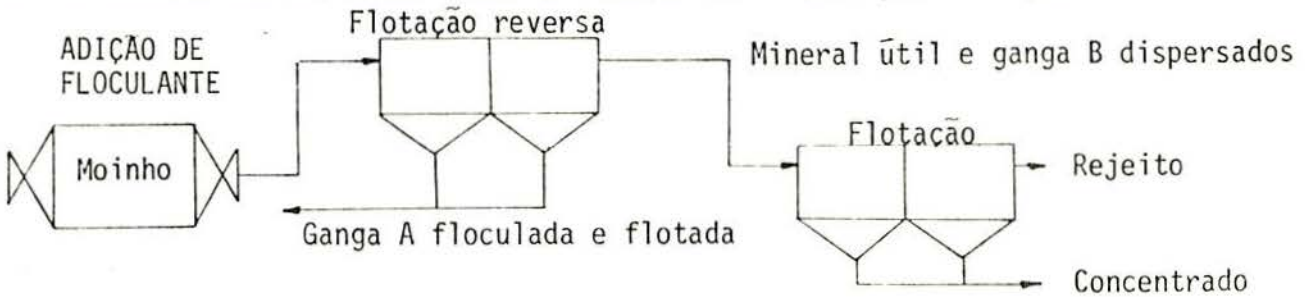 Flotação reversa
ADIÇÃO DE
FLOCULANTE
Mineral útil e ganga B dispersados
Moinho
Flotação
Rejeito
Ganga A floculada e flotada
Concentrado